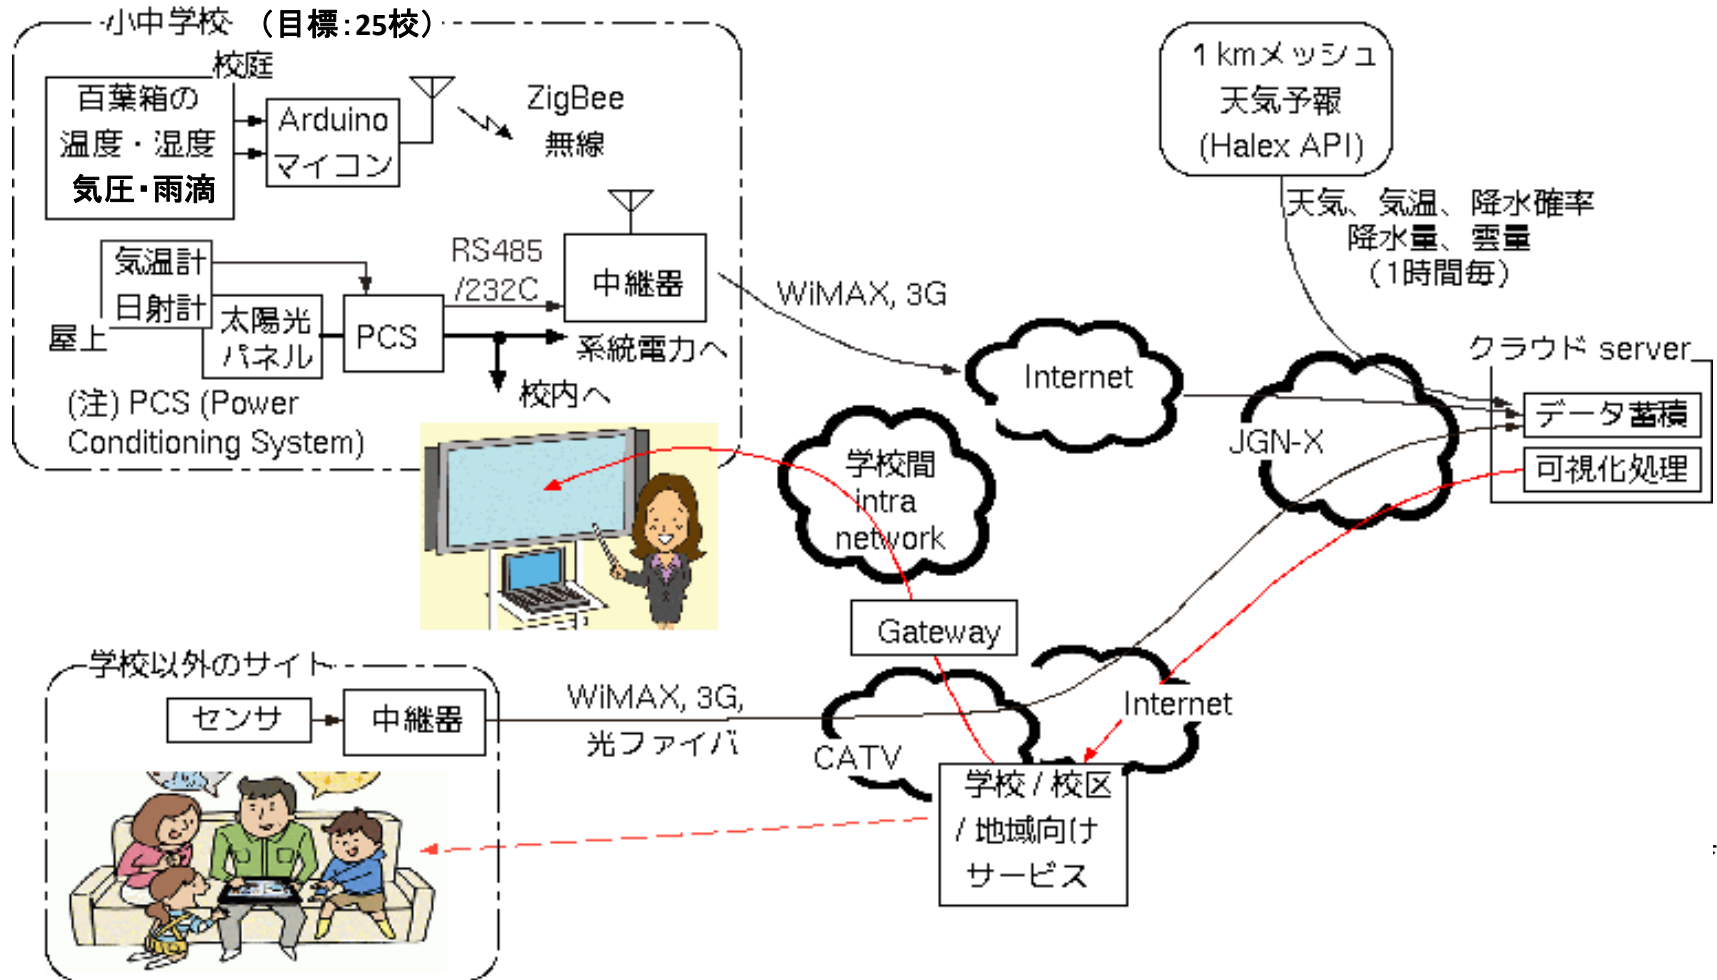 小中学校 （目標：25校）
校庭
百葉箱の
温度・湿度
気圧・雨滴
Arduino
マイコン
ZigBee
無線
気温計
日射計
屋上
太陽光
パネル
PCS
RS485
/232C
中継器
系統電力へ
校内へ
(注) PCS (Power
Conditioning System)
WiMAX, 3G
Internet
1 kmメッシュ
天気予報
(Halex API)
天気、気温、降水確率
降水量、雲量
（1時間毎）
クラウド server
データ蓄積
可視化処理
JGN-X
学校間
intra
network
Gateway
学校以外のサイト
センサ
中継器
WiMAX, 3G,
光ファイバ
CATV
Internet
学校 / 校区
/ 地域向け
サービス